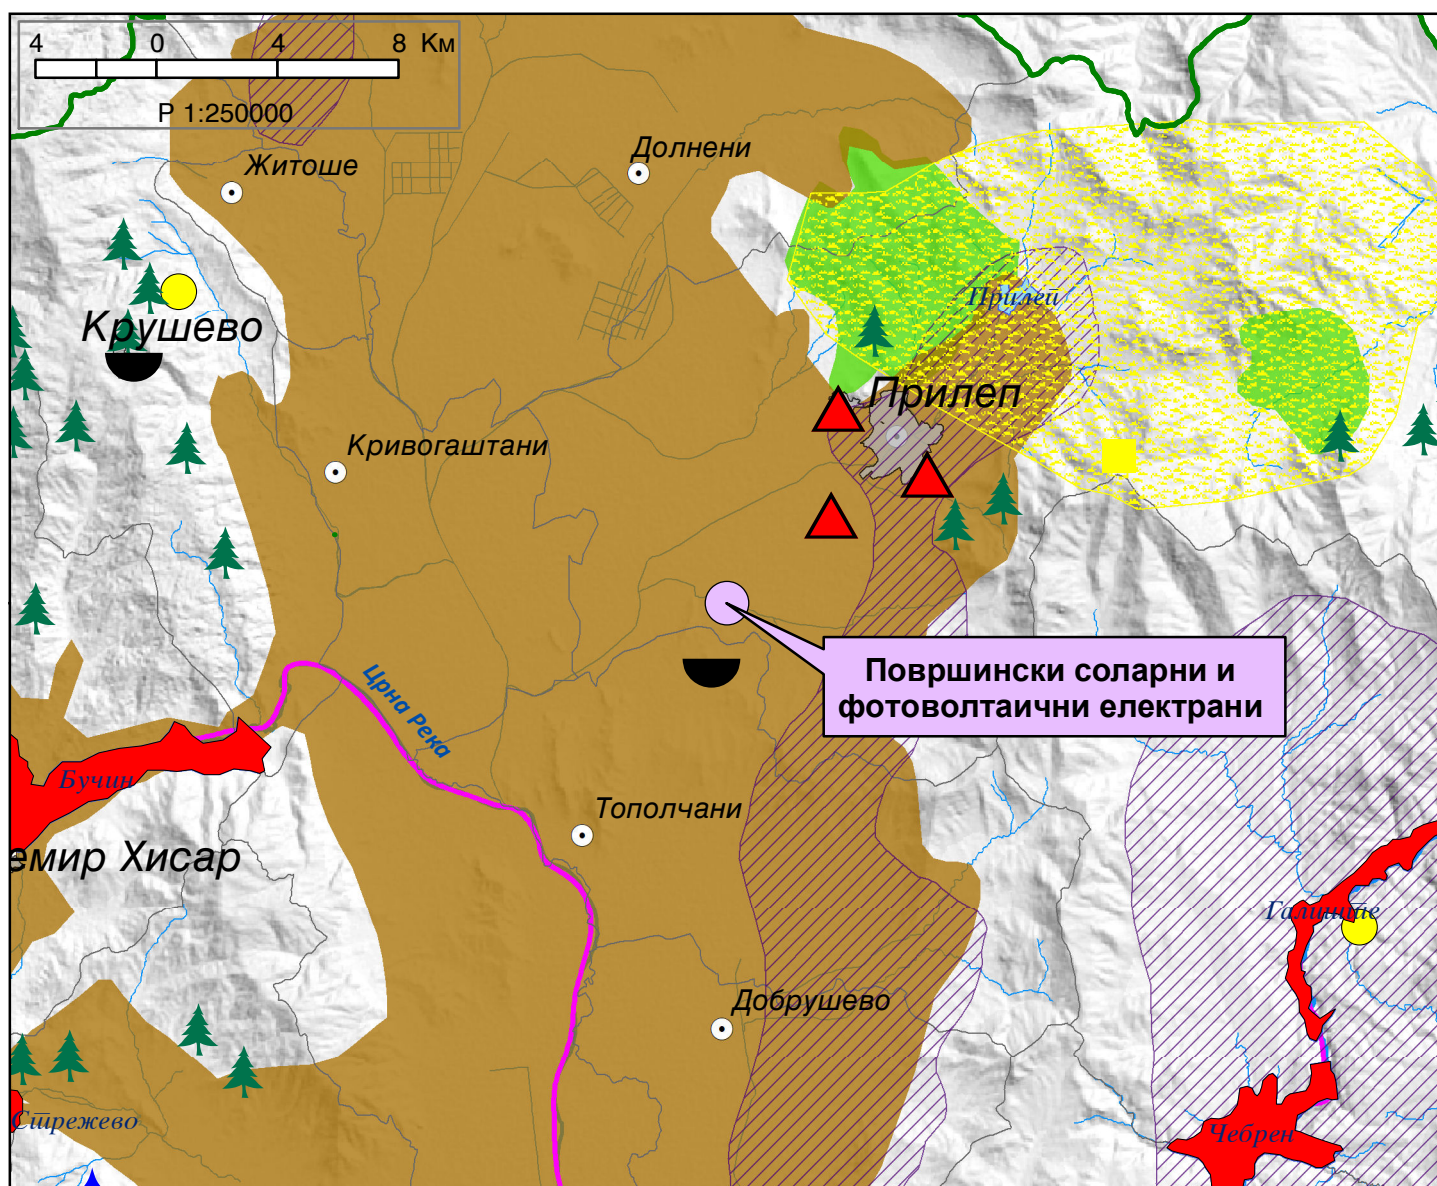 4 0 4 8 Км
Р 1:250000
Житоше
Долнени
Прилеп
Крушево
Прилеп
Кривогаштани
Површински соларни и
фотоволтаични електрани
Црна Река
Бучин
Тополчани
емир Хисар
Галиште
Добрушево
Стрежево
Чебрен